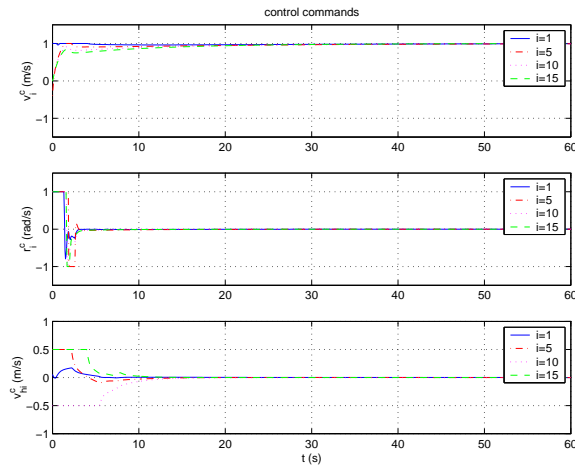 control commands
v_i^c (m/s)
1
0
−1
0 10 20 30 40 50 60
i=1
i=5
i=10
i=15
r_i^c (rad/s)
1
0
−1
0 10 20 30 40 50 60
i=1
i=5
i=10
i=15
v_hi^c (m/s)
1
0.5
0
−0.5
−1
0 10 20 30 40 50 60
t (s)
i=1
i=5
i=10
i=15